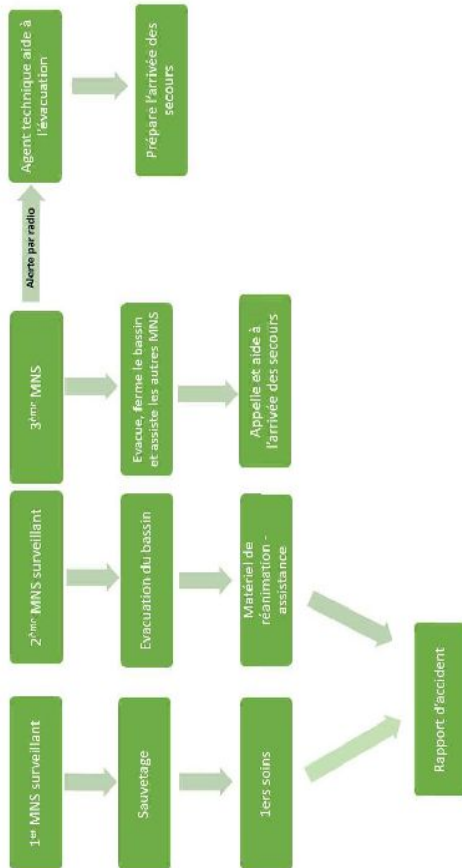 1er MNS surveillant
2ème MNS surveillant
3ème MNS
Alerte par radio
Agent technique aide à
l'évacuation
Sauvetage
Evacuation du bassin
Evacue, ferme le bassin
et assiste les autres MNS
Prépare l'arrivée des
secours
1ers soins
Matériel de
réanimation -
assistance
Appelle et aide à
l'arrivée des secours
Rapport d'accident